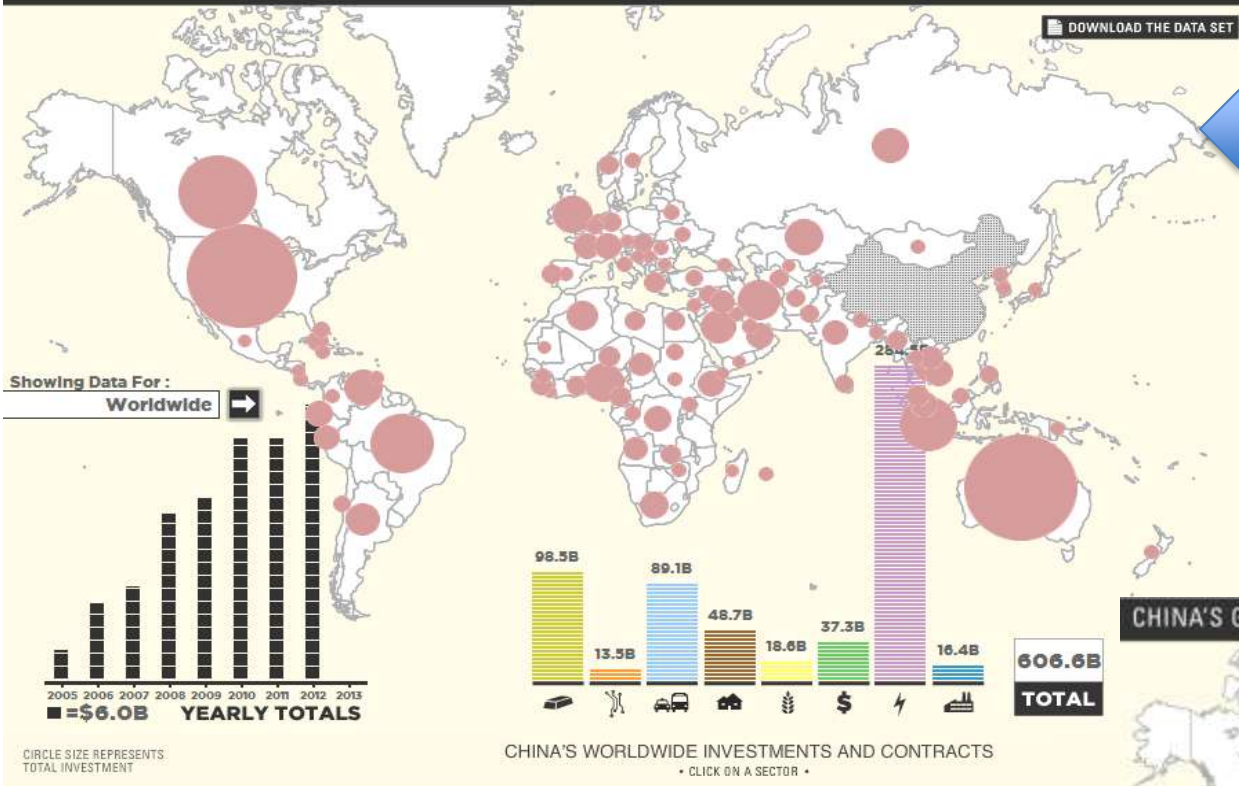 DOWNLOAD THE DATA SET
Showing Data For :
Worldwide
98.5B
13.5B
89.1B
48.7B
18.6B
37.3B
16.4B
606.6B
TOTAL
2005 2006 2007 2008 2009 2010 2011 2012 2013
=$6.0B YEARLY TOTALS
CIRCLE SIZE REPRESENTS
TOTAL INVESTMENT
CHINA'S WORLDWIDE INVESTMENTS AND CONTRACTS
• CLICK ON A SECTOR •
CHINA'S